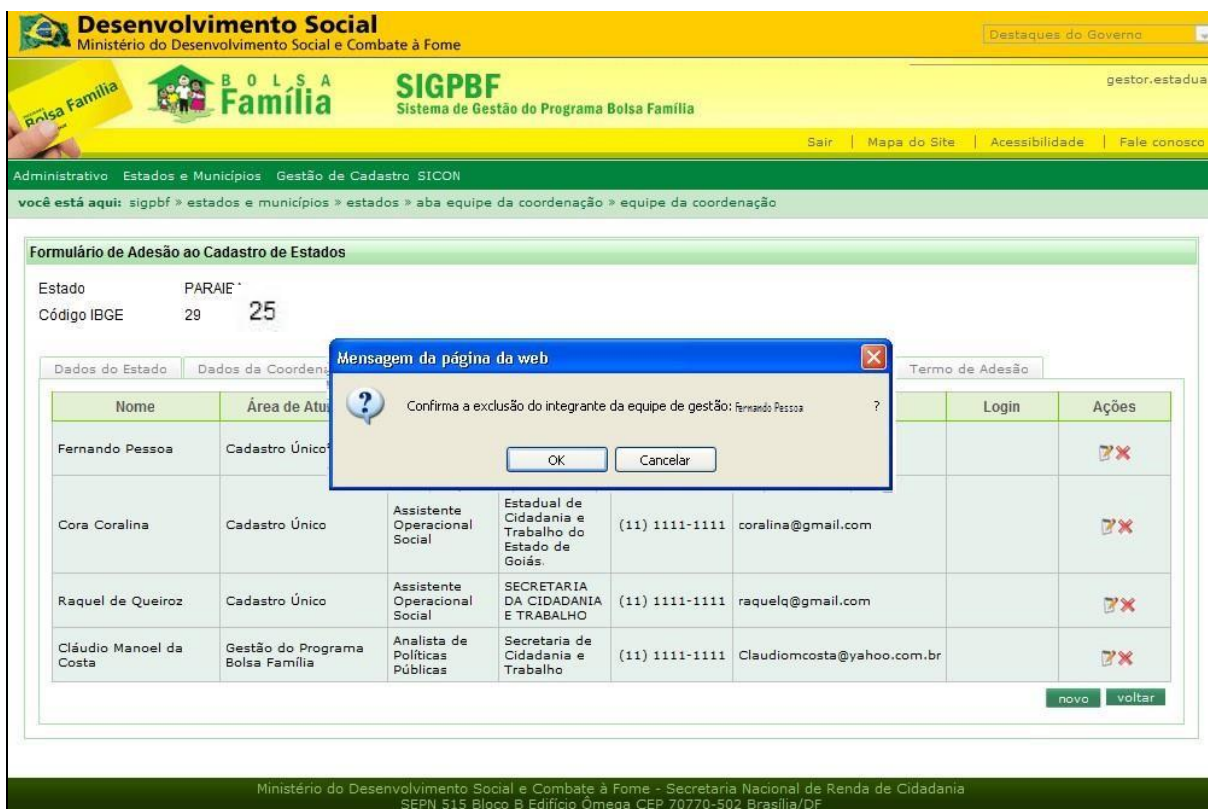 Desenvolvimento Social
Ministério do Desenvolvimento Social e Combate à Fome
Destaques do Governo
Bolsa Família
BOLSA
Família
SIGPBF
Sistema de Gestão do Programa Bolsa Família
gestor.estadua
Sair | Mapa do Site | Acessibilidade | Fale conosco
Administrativo Estados e Municípios Gestão de Cadastro SICON
você está aqui: sigpbf » estados e municípios » estados » aba equipe da coordenação » equipe da coordenação
Formulário de Adesão ao Cadastro de Estados
Estado PARAIB
Código IBGE 29 25
Mensagem da página da web
Confirma a exclusão do integrante da equipe de gestão: Fernando Pessoa ?
OK Cancelar
Dados do Estado Dados da Coordena Termo de Adesão
Nome Área de Atu Login Ações
Fernando Pessoa Cadastro Único
Cora Coralina Cadastro Único
Assistente
Operacional
Social
Estadual de
Cidadania e
Trabalho do
Estado de
Goiás.
(11) 1111-1111 coralina@gmail.com
Raquel de Queiroz Cadastro Único
Assistente
Operacional
Social
SECRETARIA
DA CIDADANIA
E TRABALHO
(11) 1111-1111 raquelq@gmail.com
Cláudio Manoel da
Costa
Gestão do Programa
Bolsa Família
Analista de
Políticas
Públicas
Secretaria de
Cidadania e
Trabalho
(11) 1111-1111 Claudiomcosta@yahoo.com.br
novo voltar
Ministério do Desenvolvimento Social e Combate à Fome - Secretaria Nacional de Renda de Cidadania
SEPN 515 Bloco B Edifício Ômega CEP 70770-502 Brasília/DF